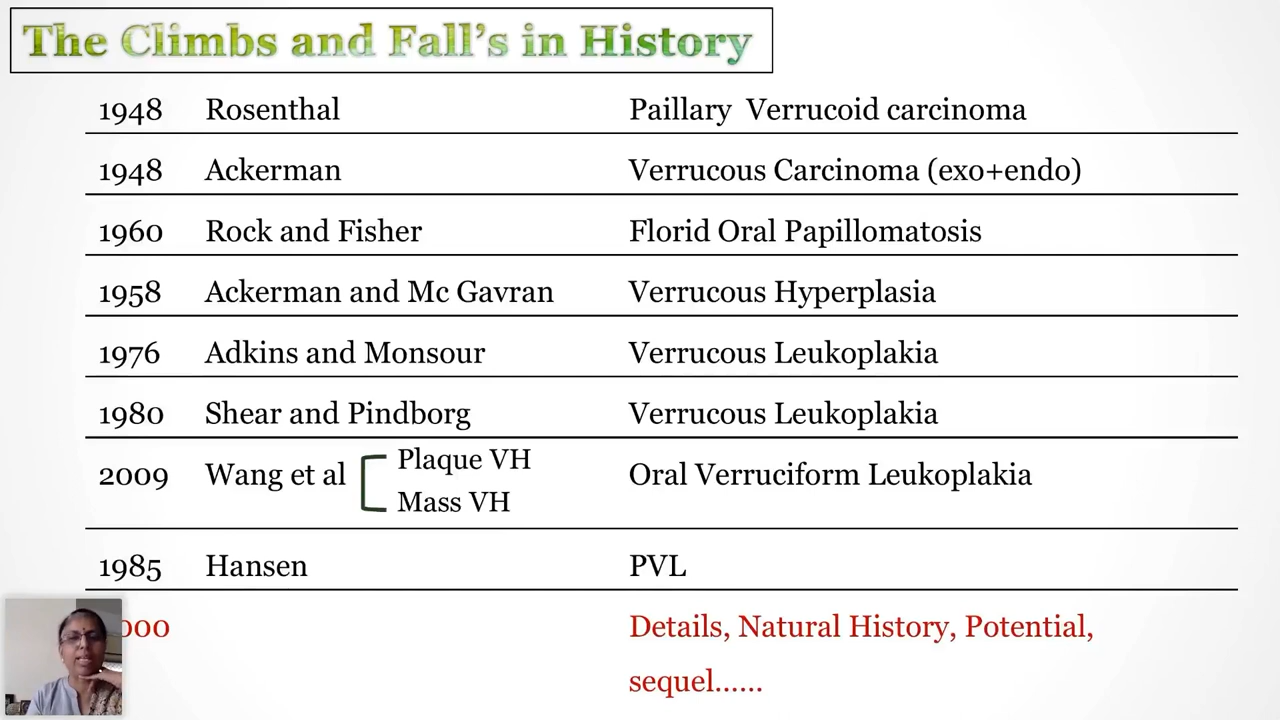 The Climbs and Fall's in History
1948 Rosenthal Paillary Verrucoid carcinoma
1948 Ackerman Verrucous Carcinoma (exo+endo)
1960 Rock and Fisher Florid Oral Papillomatosis
1958 Ackerman and Mc Gavran Verrucous Hyperplasia
1976 Adkins and Monsour Verrucous Leukoplakia
1980 Shear and Pindborg Verrucous Leukoplakia
2009 Wang et al Plaque VH Oral Verruciform Leukoplakia
Mass VH
1985 Hansen PVL
Details, Natural History, Potential,
sequel......